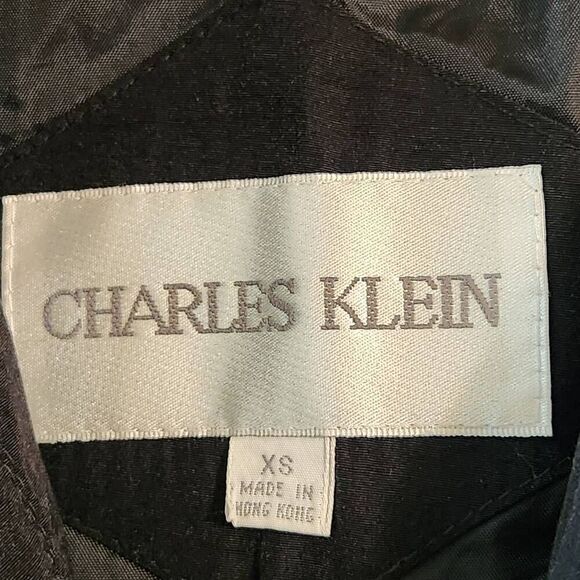 CHARLES KLEIN
XS
MADE IN
HONG KONG